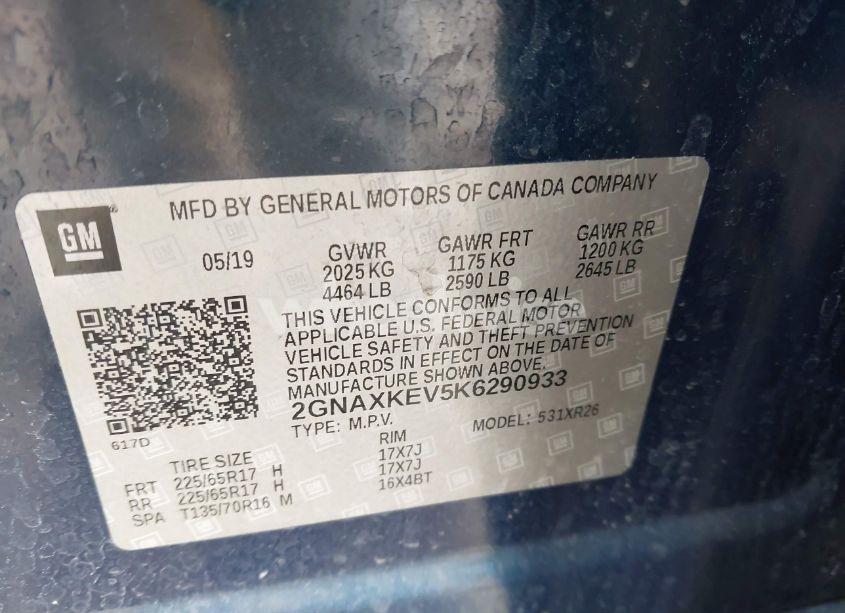 GM®
MFD BY GENERAL MOTORS OF CANADA COMPANY
05/19
GVWR
2025 KG
4464 LB
GAWR FRT
1175 KG
2590 LB
GAWR RR
1200 KG
2645 LB
THIS VEHICLE CONFORMS TO ALL
APPLICABLE U.S. FEDERAL MOTOR
VEHICLE SAFETY AND THEFT PREVENTION
STANDARDS IN EFFECT ON THE DATE OF
MANUFACTURE SHOWN ABOVE.
2GNAXKEV5K6290933
TYPE: M.P.V. MODEL: 531XR26
617D
TIRE SIZE RIM
FRT 225/65R17 H 17X7J
RR 225/65R17 H 17X7J
SPA T135/70R16 M 16X4BT